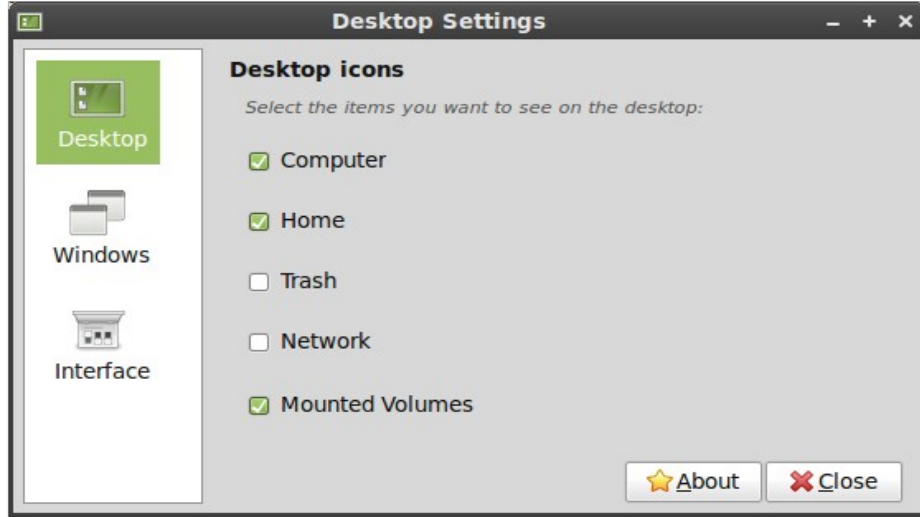 Desktop Settings
Desktop
Windows
Interface
Desktop icons
Select the items you want to see on the desktop:
Computer
Home
Trash
Network
Mounted Volumes
About
Close